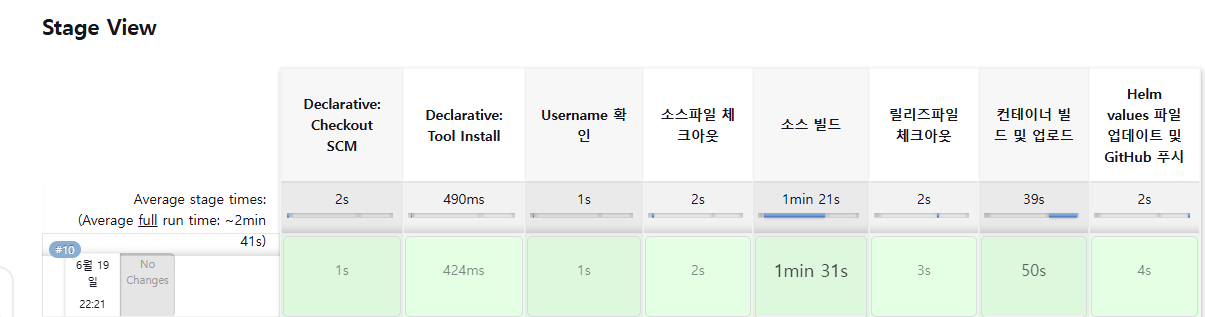 Stage View
Declarative:
Checkout
SCM
Declarative:
Tool Install
Username 확
인
소스파일 체
크아웃
소스 빌드
릴리즈파일
체크아웃
컨테이너 빌
드 및 업로드
Helm
values 파일
업데이트 및
GitHub 푸시
Average stage times:
(Average full run time: ~2min
41s)
2s
490ms
1s
2s
1min 21s
2s
39s
2s
#10
6월 19
일
22:21
No
Changes
1s
424ms
1s
2s
1min 31s
3s
50s
4s